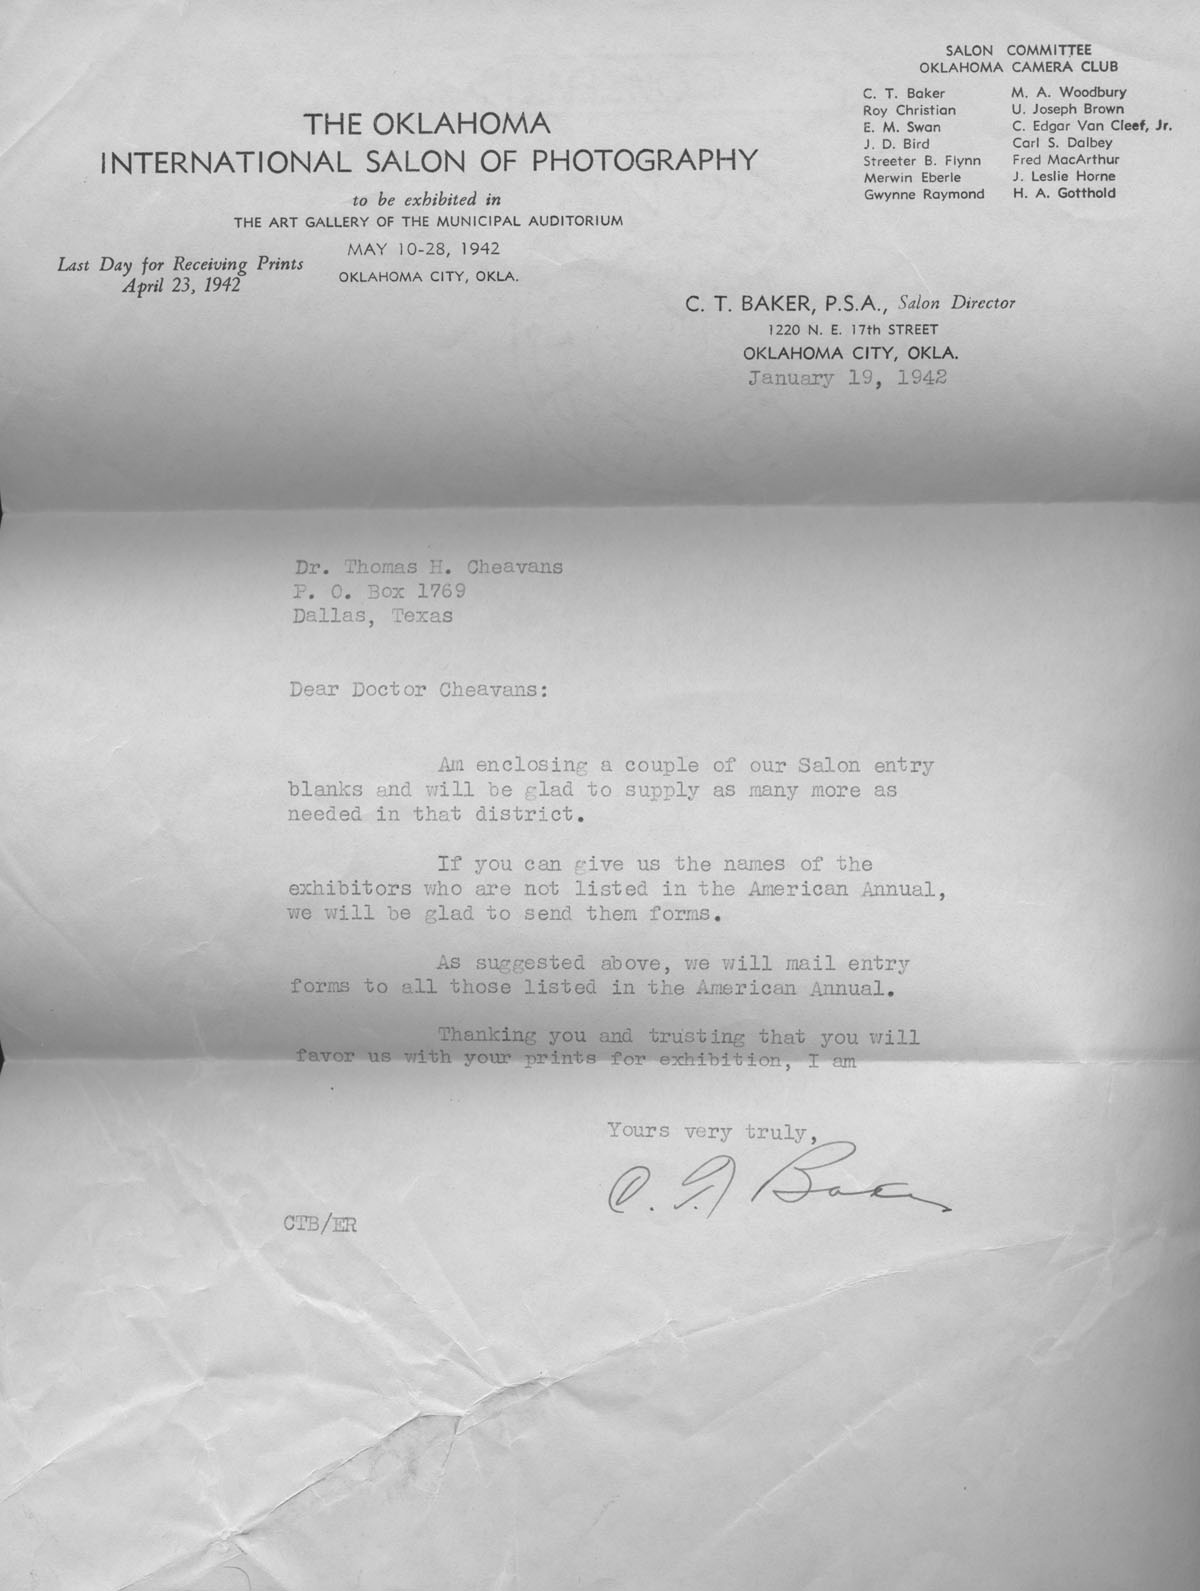 SALON COMMITTEE
OKLAHOMA CAMERA CLUB
C. T. Baker
Roy Christian
E. M. Swan
J. D. Bird
Streeter B. Flynn
Merwin Eberle
Gwynne Raymond
M. A. Woodbury
U. Joseph Brown
C. Edgar Van Cleef, Jr.
Carl S. Dalbey
Fred MacArthur
J. Leslie Horne
H. A. Gotthold
THE OKLAHOMA
INTERNATIONAL SALON OF PHOTOGRAPHY
to be exhibited in
THE ART GALLERY OF THE MUNICIPAL AUDITORIUM
MAY 10-28, 1942
OKLAHOMA CITY, OKLA.
Last Day for Receiving Prints
April 23, 1942
C. T. BAKER, P.S.A., Salon Director
1220 N. E. 17th STREET
OKLAHOMA CITY, OKLA.
January 19, 1942
Dr. Thomas H. Cheavans
P. O. Box 1769
Dallas, Texas
Dear Doctor Cheavans:
Am enclosing a couple of our Salon entry
blanks and will be glad to supply as many more as
needed in that district.
If you can give us the names of the
exhibitors who are not listed in the American Annual,
we will be glad to send them forms.
As suggested above, we will mail entry
forms to all those listed in the American Annual.
Thanking you and trusting that you will
favor us with your prints for exhibition, I am
Yours very truly,
C. T. Baker
CTB/ER